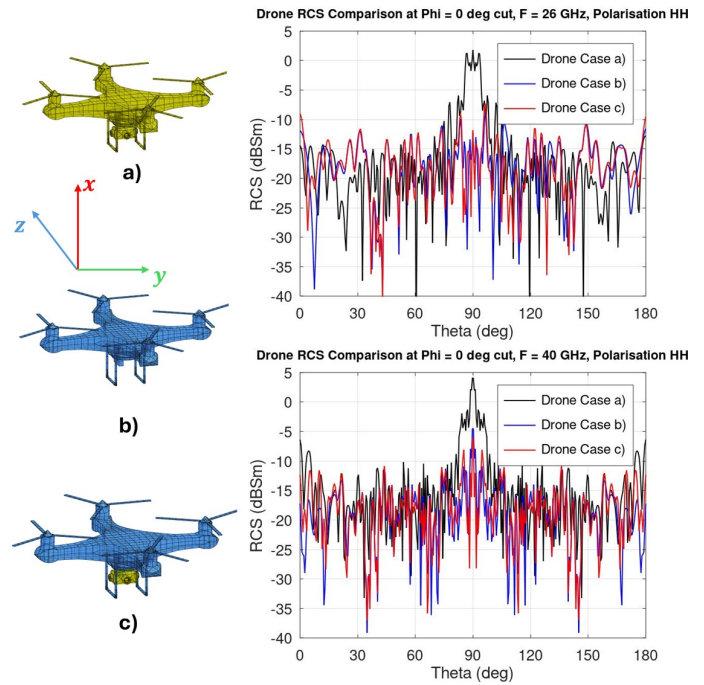 a)
x
z
y
b)
c)
Drone RCS Comparison at Phi = 0 deg cut, F = 26 GHz, Polarisation HH
5
0
-5
-10
-15
-20
-25
-30
-35
-40
RCS (dBSm)
Drone Case a)
Drone Case b)
Drone Case c)
0 30 60 90 120 150 180
Theta (deg)
Drone RCS Comparison at Phi = 0 deg cut, F = 40 GHz, Polarisation HH
5
0
-5
-10
-15
-20
-25
-30
-35
-40
RCS (dBSm)
Drone Case a)
Drone Case b)
Drone Case c)
0 30 60 90 120 150 180
Theta (deg)